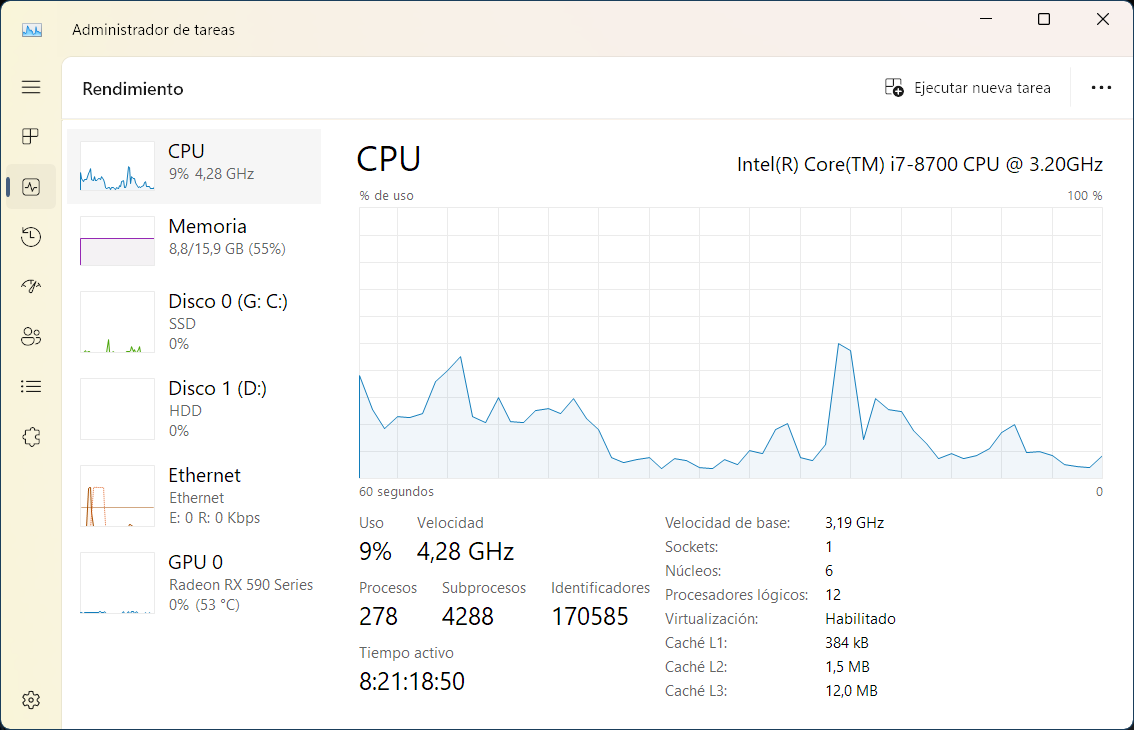 Administrador de tareas
Rendimiento
Ejecutar nueva tarea
CPU
9% 4,28 GHz
Memoria
8,8/15,9 GB (55%)
Disco 0 (G: C:)
SSD
0%
Disco 1 (D:)
HDD
0%
Ethernet
Ethernet
E: 0 R: 0 Kbps
GPU 0
Radeon RX 590 Series
0% (53 °C)
CPU
Intel(R) Core(TM) i7-8700 CPU @ 3.20GHz
% de uso 100 %
60 segundos 0
Uso Velocidad
9% 4,28 GHz
Procesos Subprocesos Identificadores
278 4288 170585
Tiempo activo
8:21:18:50
Velocidad de base: 3,19 GHz
Sockets: 1
Núcleos: 6
Procesadores lógicos: 12
Virtualización: Habilitado
Caché L1: 384 kB
Caché L2: 1,5 MB
Caché L3: 12,0 MB